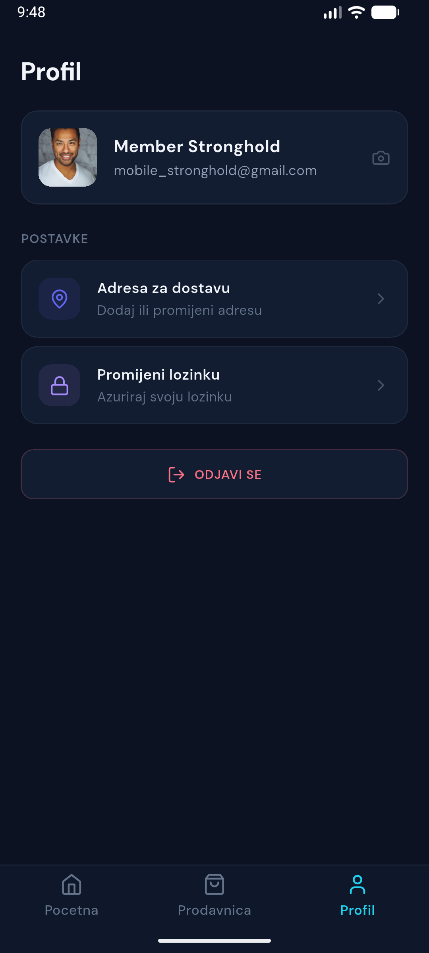 9:48
Profil
Member Stronghold
mobile_stronghold@gmail.com
POSTAVKE
Adresa za dostavu
Dodaj ili promijeni adresu
Promijeni lozinku
Azuriraj svoju lozinku
ODJAVI SE
Pocetna
Prodavnica
Profil